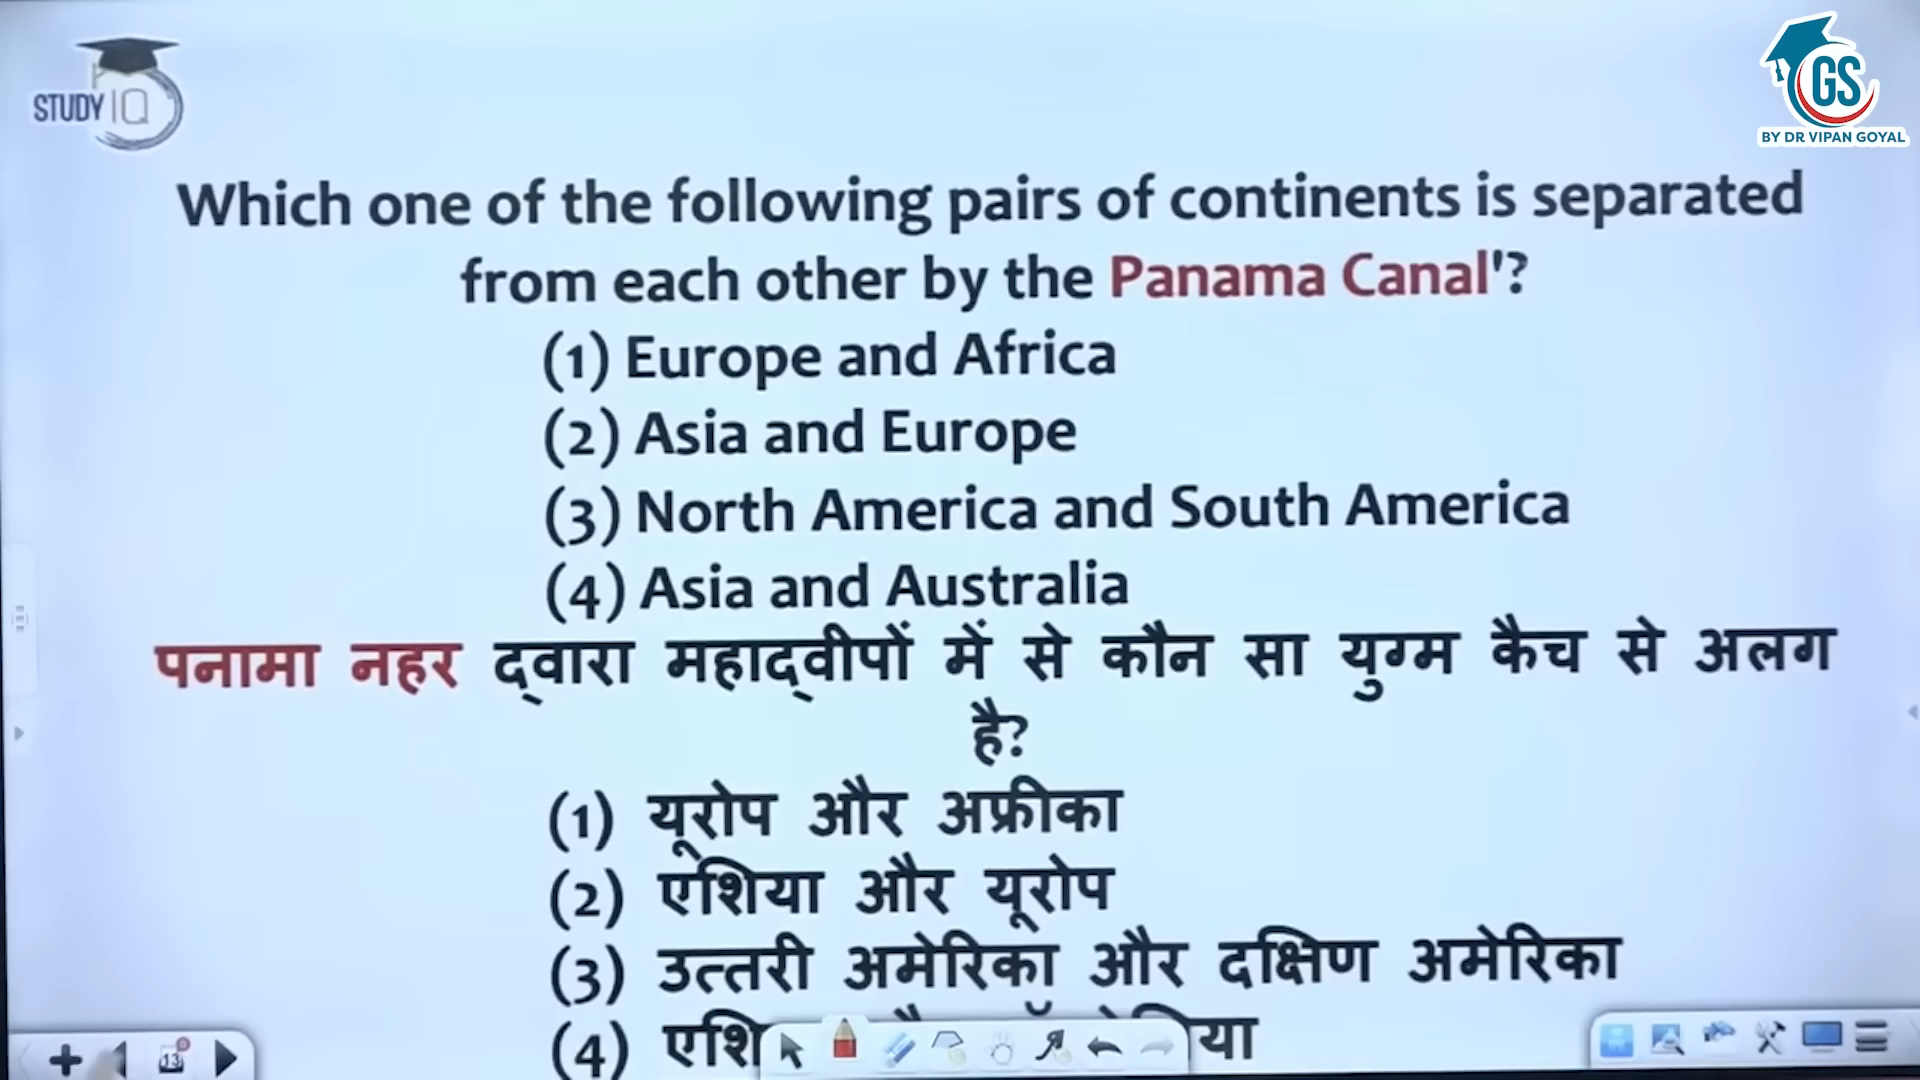 STUDY IQ
GS
BY DR VIPAN GOYAL
Which one of the following pairs of continents is separated
from each other by the Panama Canal'?
(1) Europe and Africa
(2) Asia and Europe
(3) North America and South America
(4) Asia and Australia
पनामा नहर द्वारा महाद्वीपों में से कौन सा युग्म कैच से अलग
है?
(1) यूरोप और अफ्रीका
(2) एशिया और यूरोप
(3) उत्तरी अमेरिका और दक्षिण अमेरिका
(4)
13